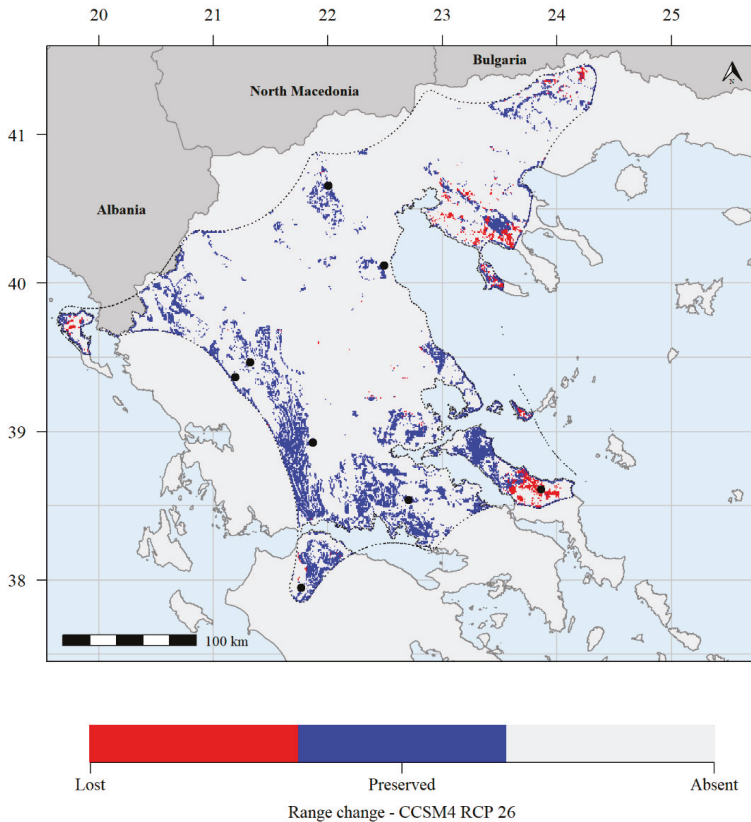 20 21 22 23 24 25
Bulgaria
N
North Macedonia
41
Albania
40
39
38
100 km
Lost Preserved Absent
Range change - CCSM4 RCP 26